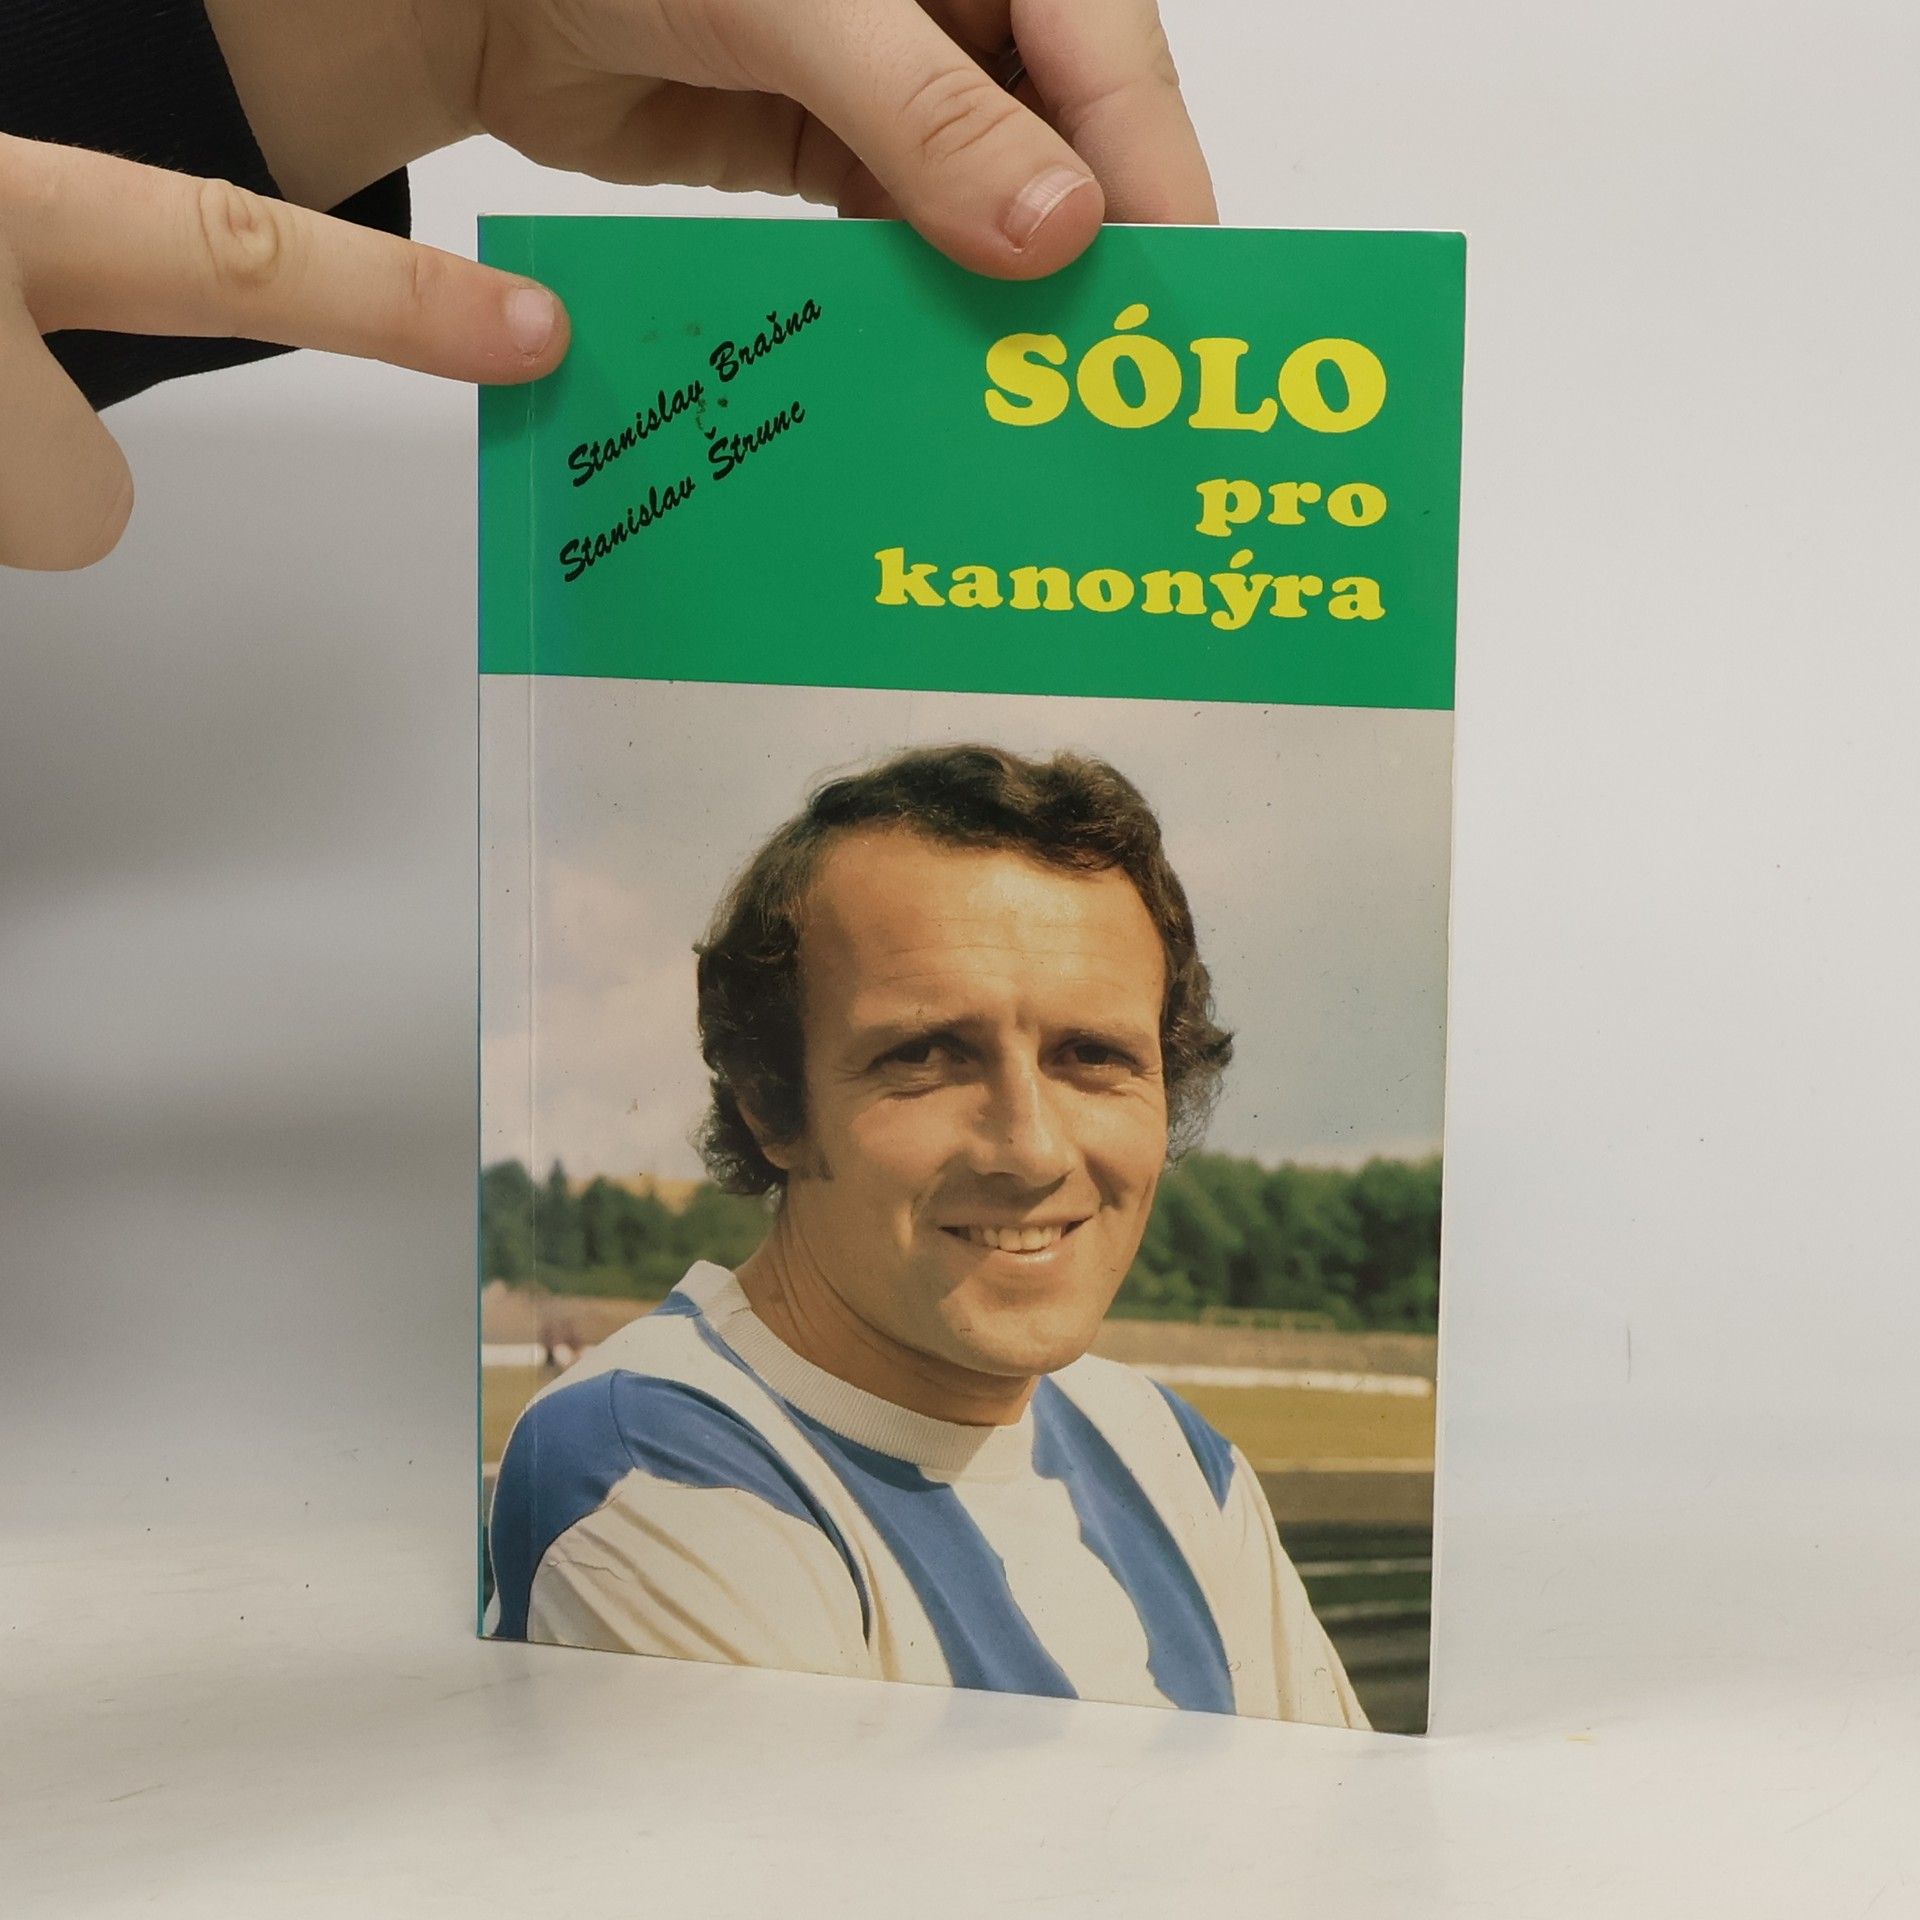 Stanislav Brašna
Stanislav Štrunc
SÓLO
pro
kanonýra